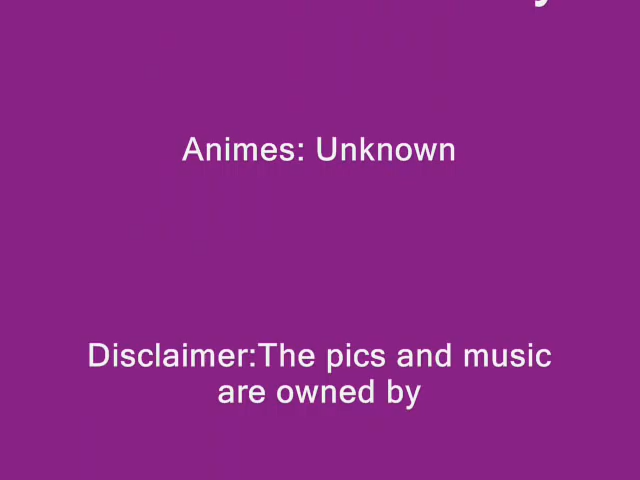 Animes: Unknown
Disclaimer:The pics and music
are owned by